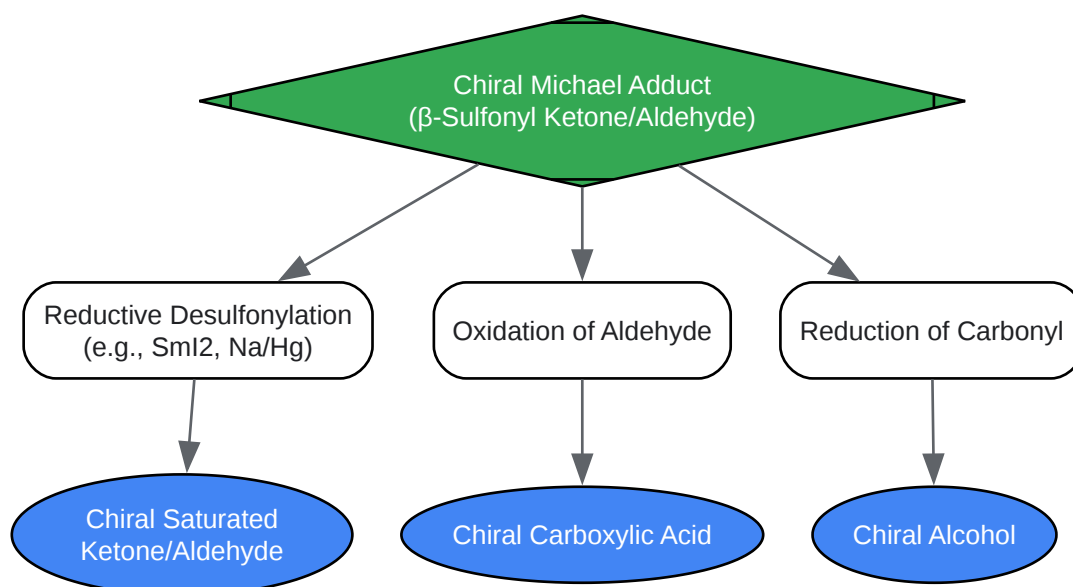 Chiral Michael Adduct
(β-Sulfonyl Ketone/Aldehyde)
Reductive Desulfonylation
(e.g., SmI2, Na/Hg)
Oxidation of Aldehyde
Reduction of Carbonyl
Chiral Saturated
Ketone/Aldehyde
Chiral Carboxylic Acid
Chiral Alcohol